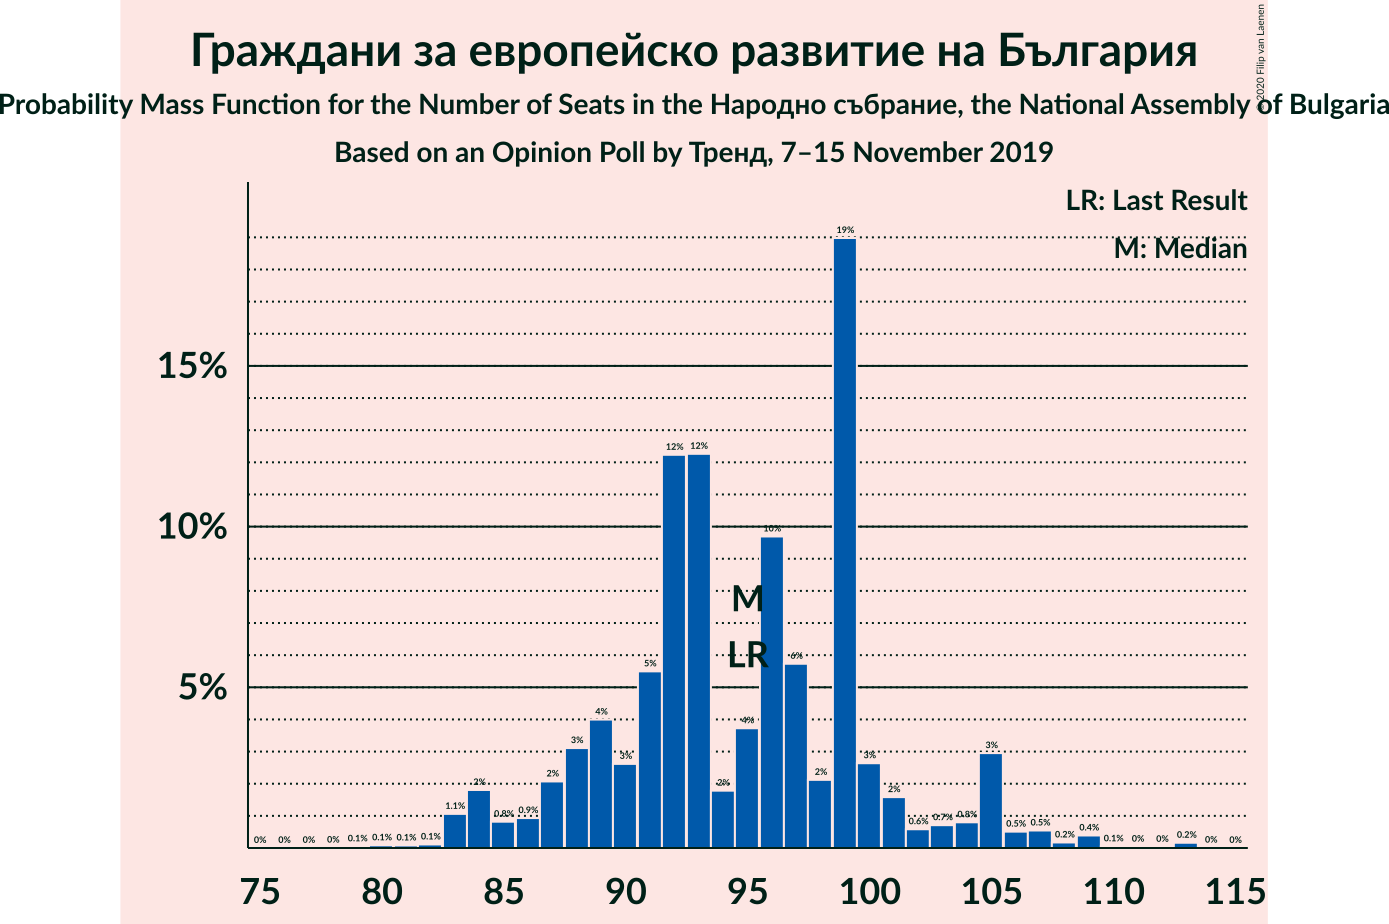 Граждани за европейско развитие на България
Probability Mass Function for the Number of Seats in the Народно събрание, the National Assembly of Bulgaria
Based on an Opinion Poll by Тренд, 7–15 November 2019
© 2020 Filip van Laenen
LR: Last Result
M: Median
15%
10%
5%
0% 0% 0% 0% 0.1% 0.1% 0.1% 0.1% 1.1% 2% 0.8% 0.9% 2% 3% 4% 3% 5% 12% 12% 2% 4% 10% 6% 2% 19% 3% 2% 0.6% 0.7% 0.8% 3% 0.5% 0.5% 0.2% 0.4% 0.1% 0% 0% 0.2% 0% 0%
M
LR
75 80 85 90 95 100 105 110 115